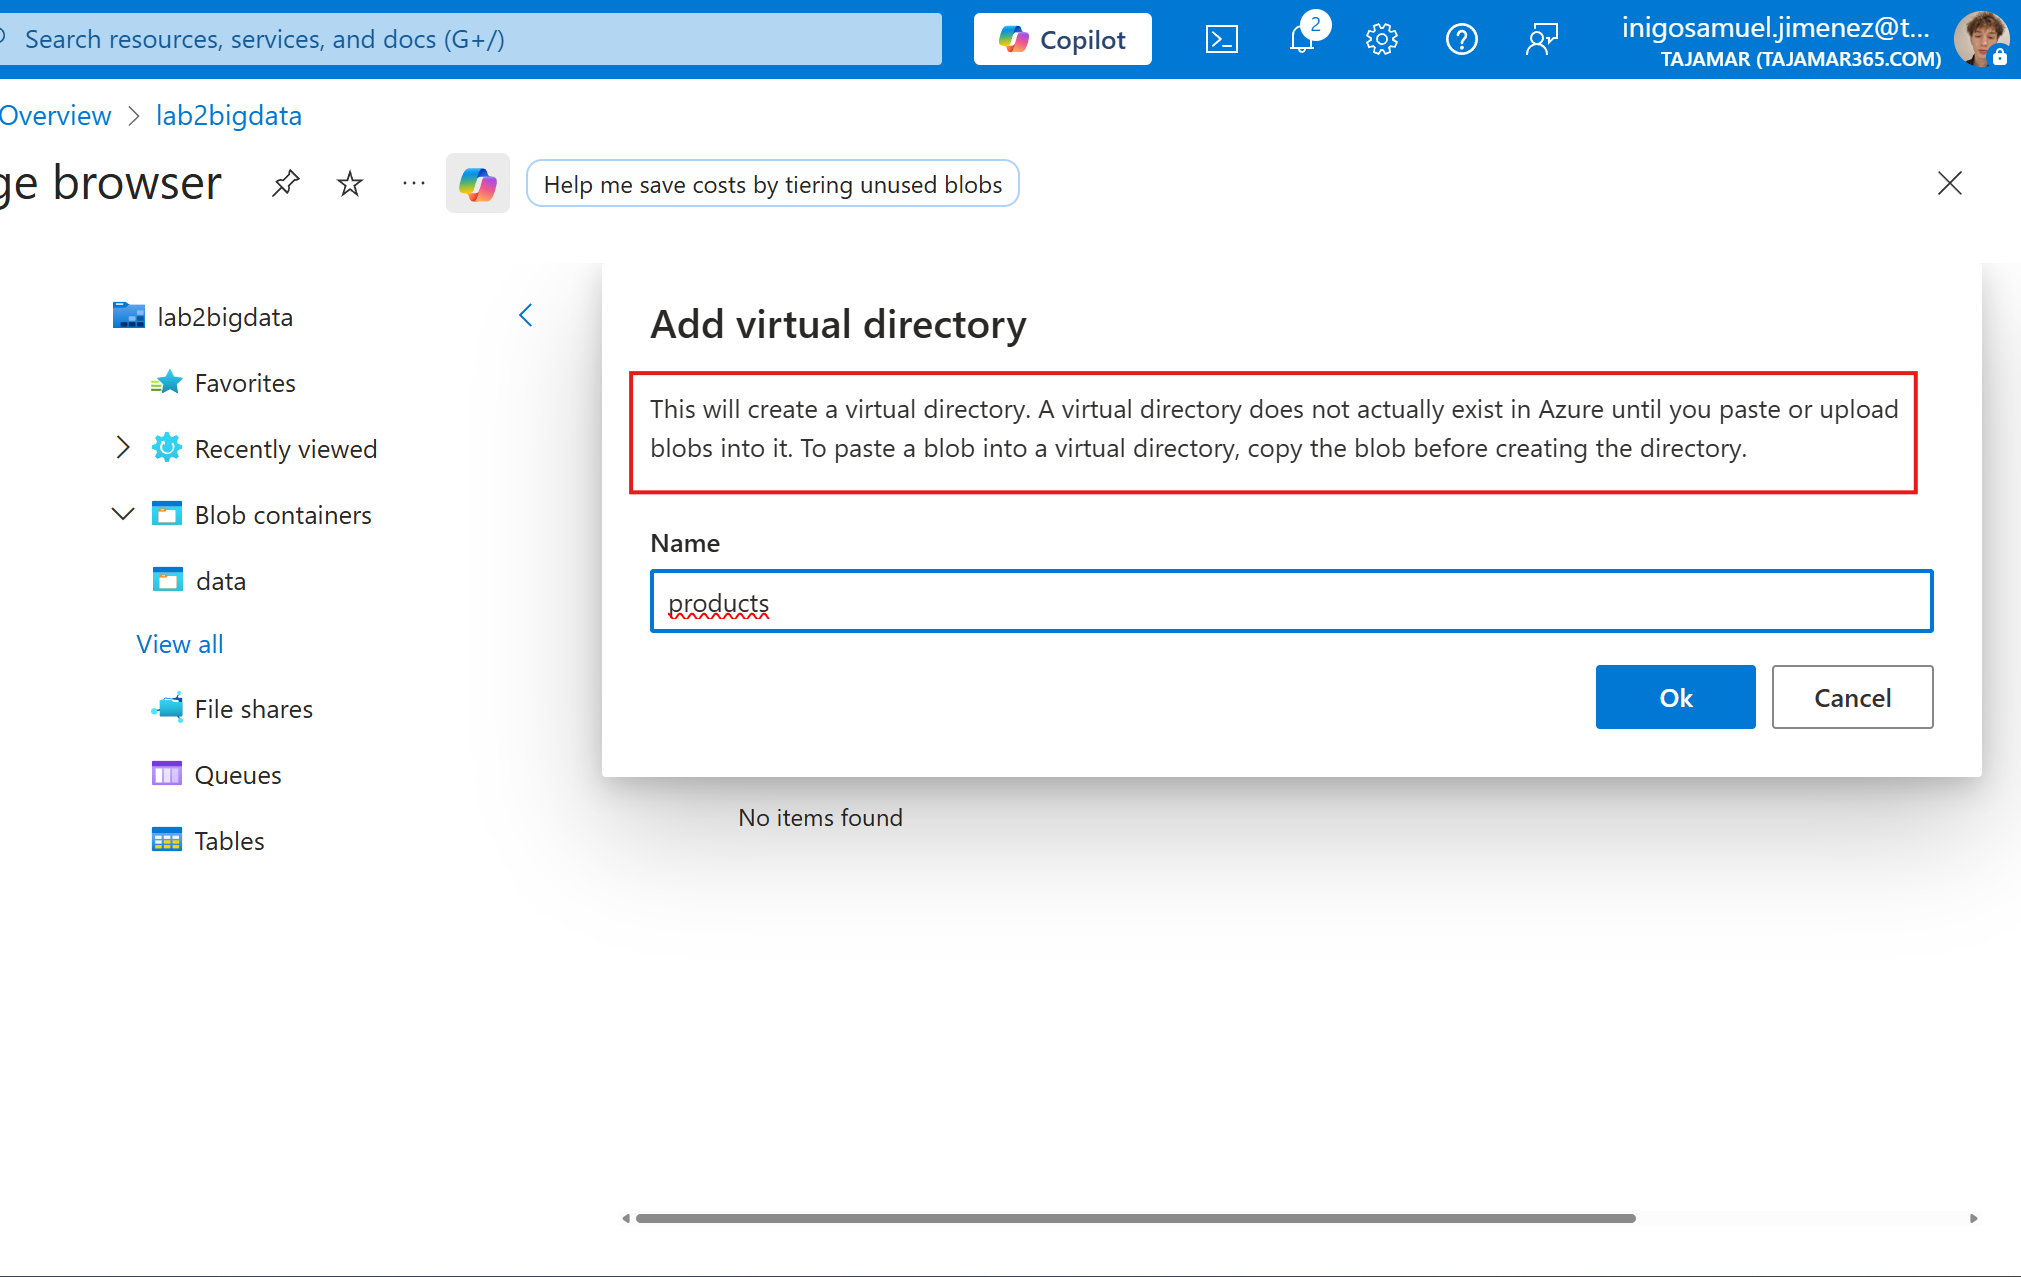 Search resources, services, and docs (G+/)
Copilot
2
inigosamuel.jimenez@t...
TAJAMAR (TAJAMAR365.COM)
Overview > lab2bigdata
ge browser
Help me save costs by tiering unused blobs
lab2bigdata
Favorites
Recently viewed
Blob containers
data
View all
File shares
Queues
Tables
Add virtual directory
This will create a virtual directory. A virtual directory does not actually exist in Azure until you paste or upload
blobs into it. To paste a blob into a virtual directory, copy the blob before creating the directory.
Name
products
Ok
Cancel
No items found